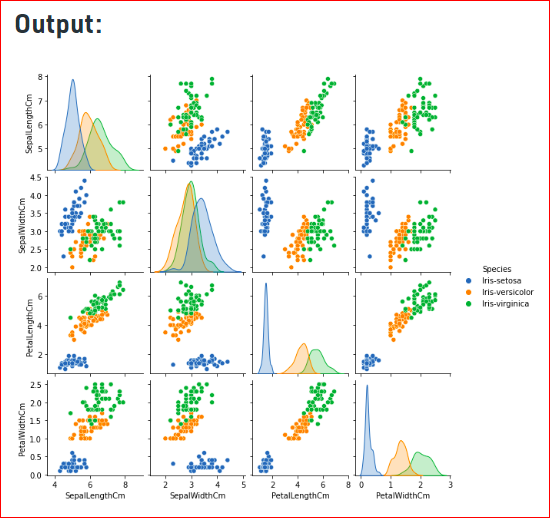 Output:
8
7
6
5
SepalLengthCm
4.5
4.0
3.5
3.0
2.5
2.0
SepalWidthCm
6
4
2
PetalLengthCm
2.5
2.0
1.5
1.0
0.5
0.0
PetalWidthCm
4 6 8
SepalLengthCm
2 3 4 5
SepalWidthCm
2 4 6 8
PetalLengthCm
0 1 2 3
PetalWidthCm
Species
Iris-setosa
Iris-versicolor
Iris-virginica